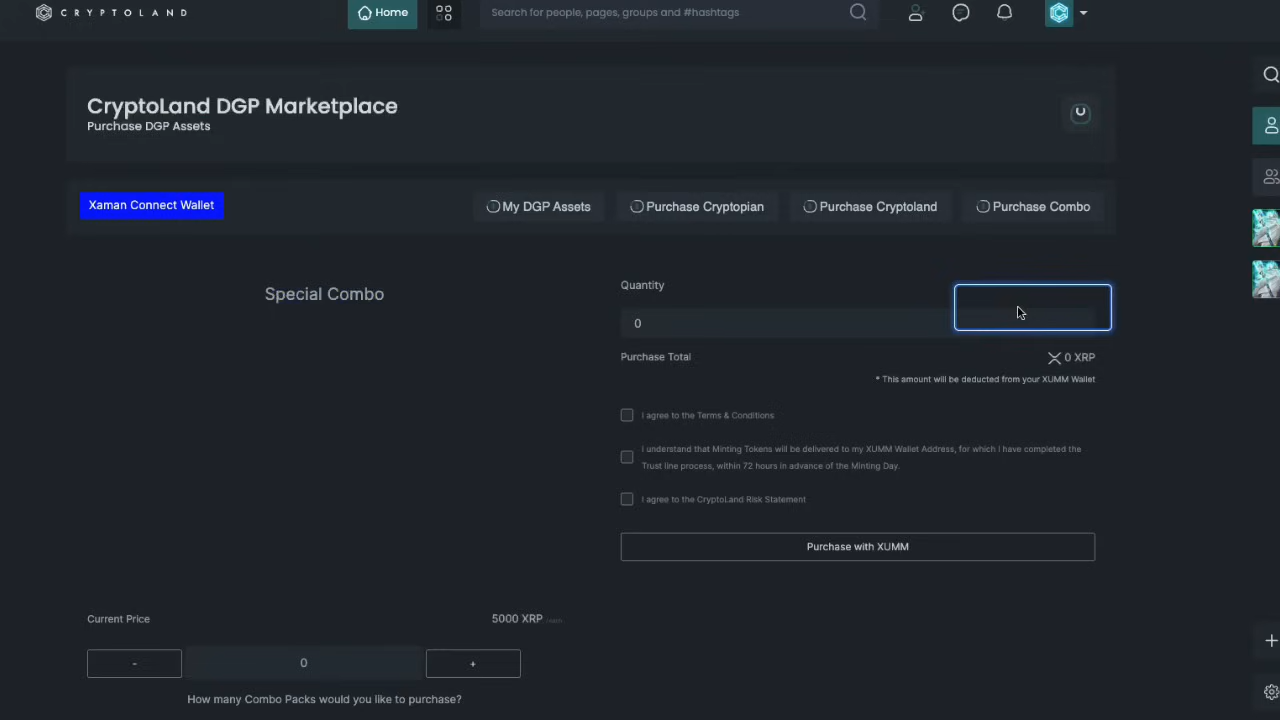 CRYPTOLAND
Home
Search for people, pages, groups and #hashtags
CryptoLand DGP Marketplace
Purchase DGP Assets
Xaman Connect Wallet
My DGP Assets
Purchase Cryptopian
Purchase Cryptoland
Purchase Combo
Special Combo
Quantity
0
Purchase Total
0 XRP
* This amount will be deducted from your XUMM Wallet
I agree to the Terms & Conditions
I understand that Minting Tokens will be delivered to my XUMM Wallet Address, for which I have completed the
Trust line process, within 72 hours in advance of the Minting Day.
I agree to the CryptoLand Risk Statement
Purchase with XUMM
Current Price
5000 XRP
-
0
+
How many Combo Packs would you like to purchase?